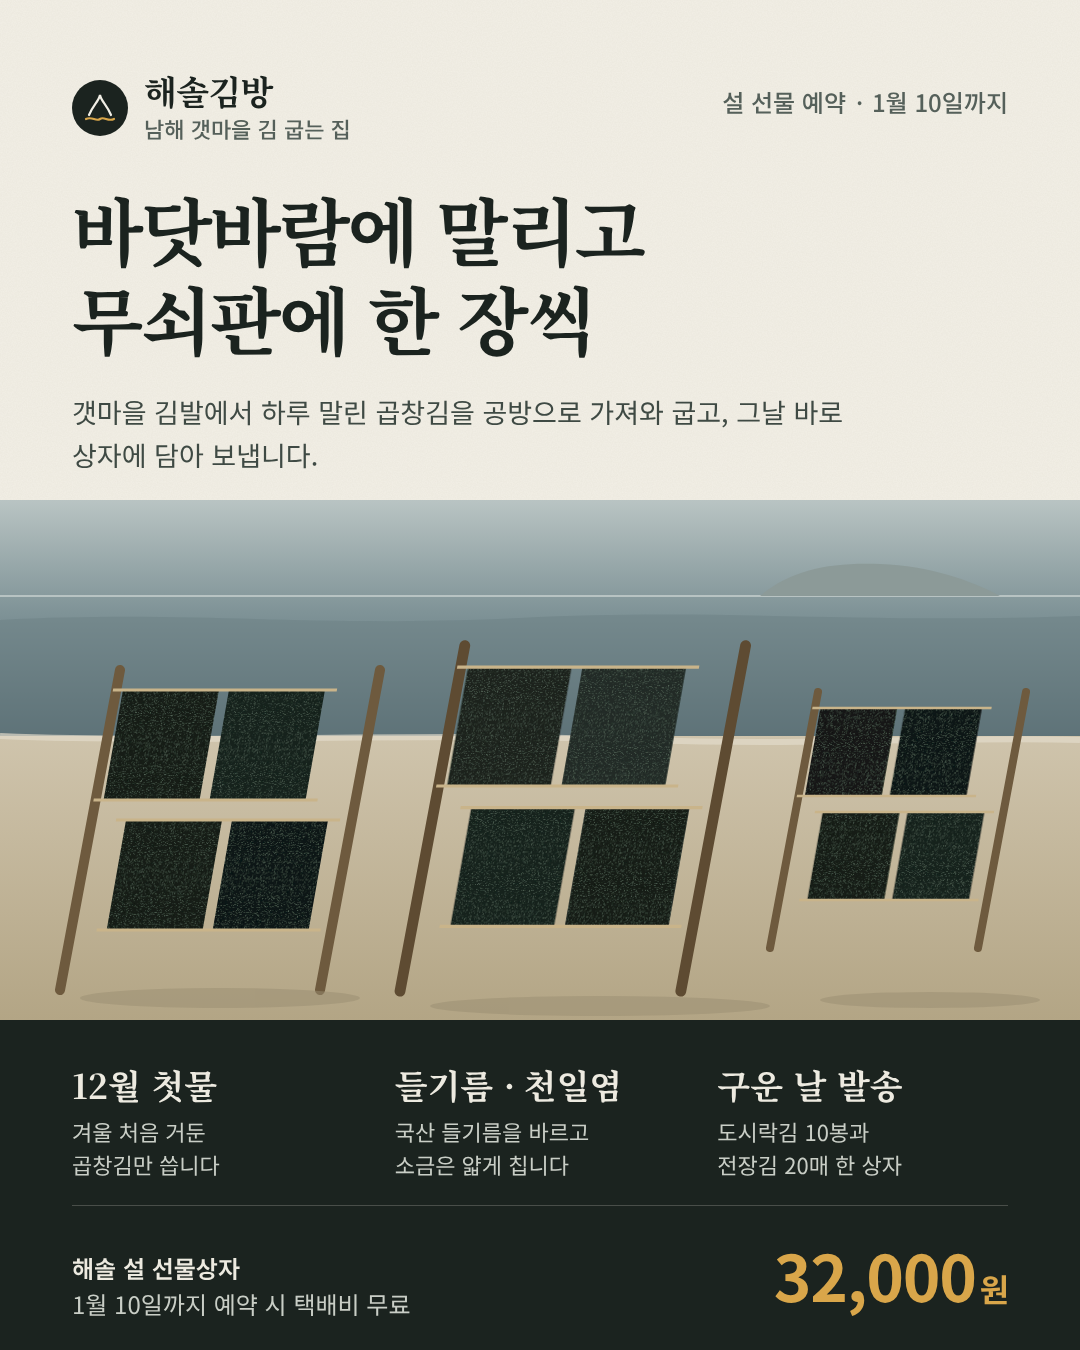 해솔김방
남해 갯마을 김 굽는 집
설 선물 예약 · 1월 10일까지
바닷바람에 말리고
무쇠판에 한 장씩
갯마을 김발에서 하루 말린 곱창김을 공방으로 가져와 굽고, 그날 바로
상자에 담아 보냅니다.
12월 첫물
겨울 처음 거둔
곱창김만 씁니다
들기름 · 천일염
국산 들기름을 바르고
소금은 얇게 칩니다
구운 날 발송
도시락김 10봉과
전장김 20매 한 상자
해솔 설 선물상자
1월 10일까지 예약 시 택배비 무료
32,000원